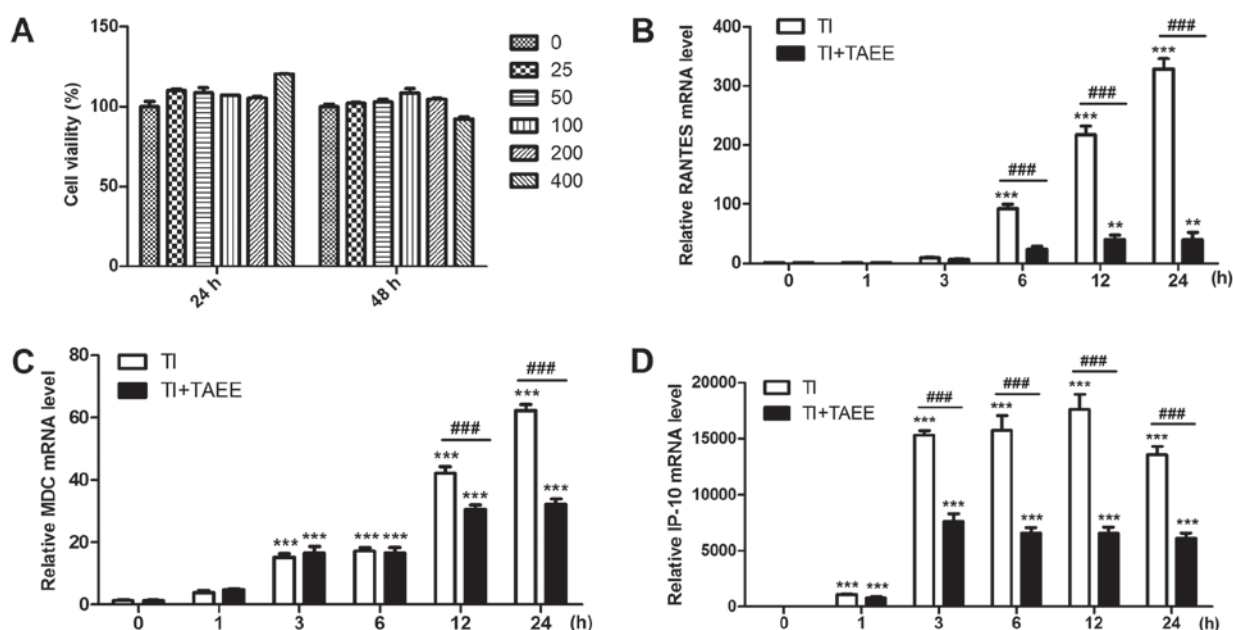 A
150
100
50
0
Cell viaility (%)
24 h
48 h
0
25
50
100
200
400
B
TI
TI+TAEE
Relative RANTES mRNA level
400
300
200
100
0
***
###
***
###
**
***
###
**
0 1 3 6 12 24 (h)
C
TI
TI+TAEE
Relative MDC mRNA level
80
60
40
20
0
*** ***
*** ***
***
###
***
***
###
***
0 1 3 6 12 24 (h)
D
TI
TI+TAEE
Relative IP-10 mRNA level
20000
15000
10000
5000
0
*** ***
***
###
***
***
###
***
***
###
***
***
###
***
0 1 3 6 12 24 (h)